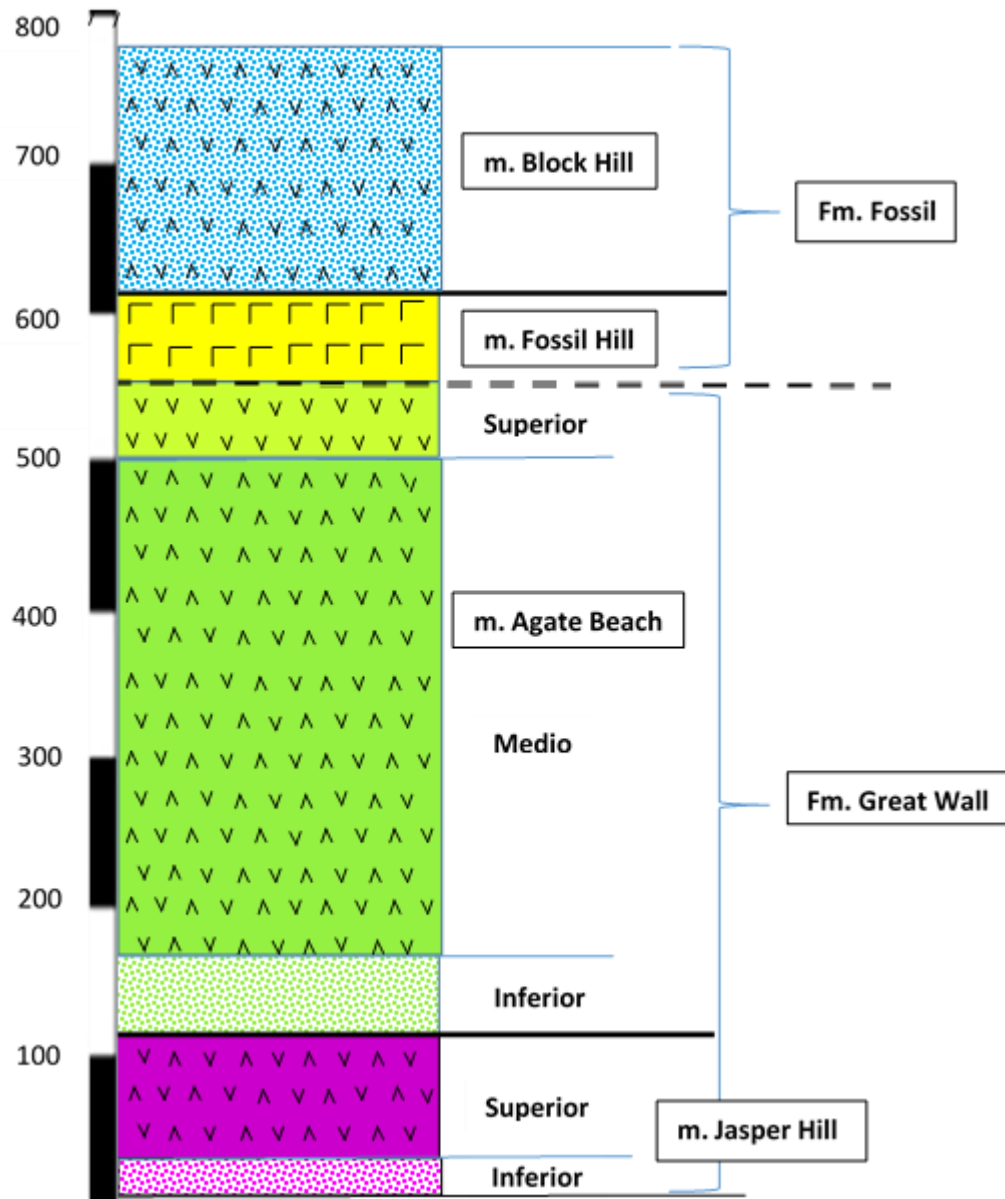 800
m. Block Hill
700
Fm. Fossil
600
m. Fossil Hill
Superior
500
m. Agate Beach
400
Medio
300
Fm. Great Wall
200
Inferior
100
Superior
m. Jasper Hill
Inferior